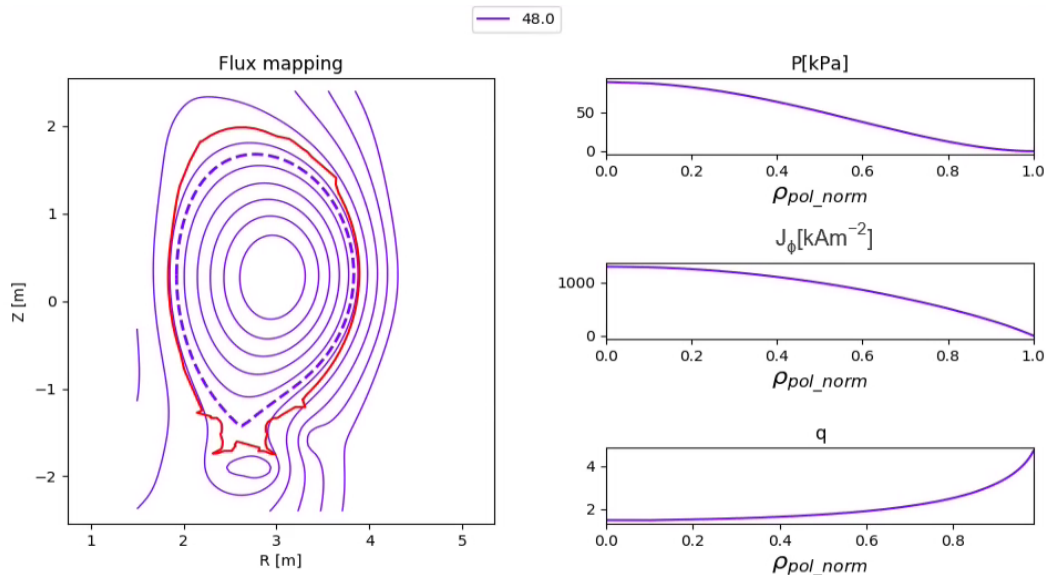 48.0
Flux mapping
Z [m]
2
1
0
−1
−2
1 2 3 4 5
R [m]
P[kPa]
50
0
0.0 0.2 0.4 0.6 0.8 1.0
ρpol_norm
Jϕ[kAm−2]
1000
0
0.0 0.2 0.4 0.6 0.8 1.0
ρpol_norm
q
4
2
0.0 0.2 0.4 0.6 0.8
ρpol_norm